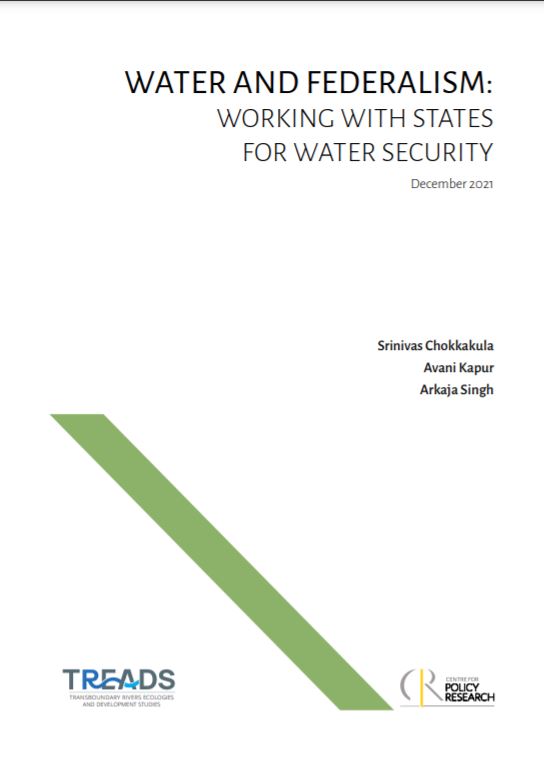 WATER AND FEDERALISM:
WORKING WITH STATES
FOR WATER SECURITY
December 2021
Srinivas Chokkakula
Avani Kapur
Arkaja Singh
TREADS
TRANSBOUNDARY RIVERS ECOLOGIES
AND DEVELOPMENT STUDIES
CENTRE FOR
POLICY
RESEARCH